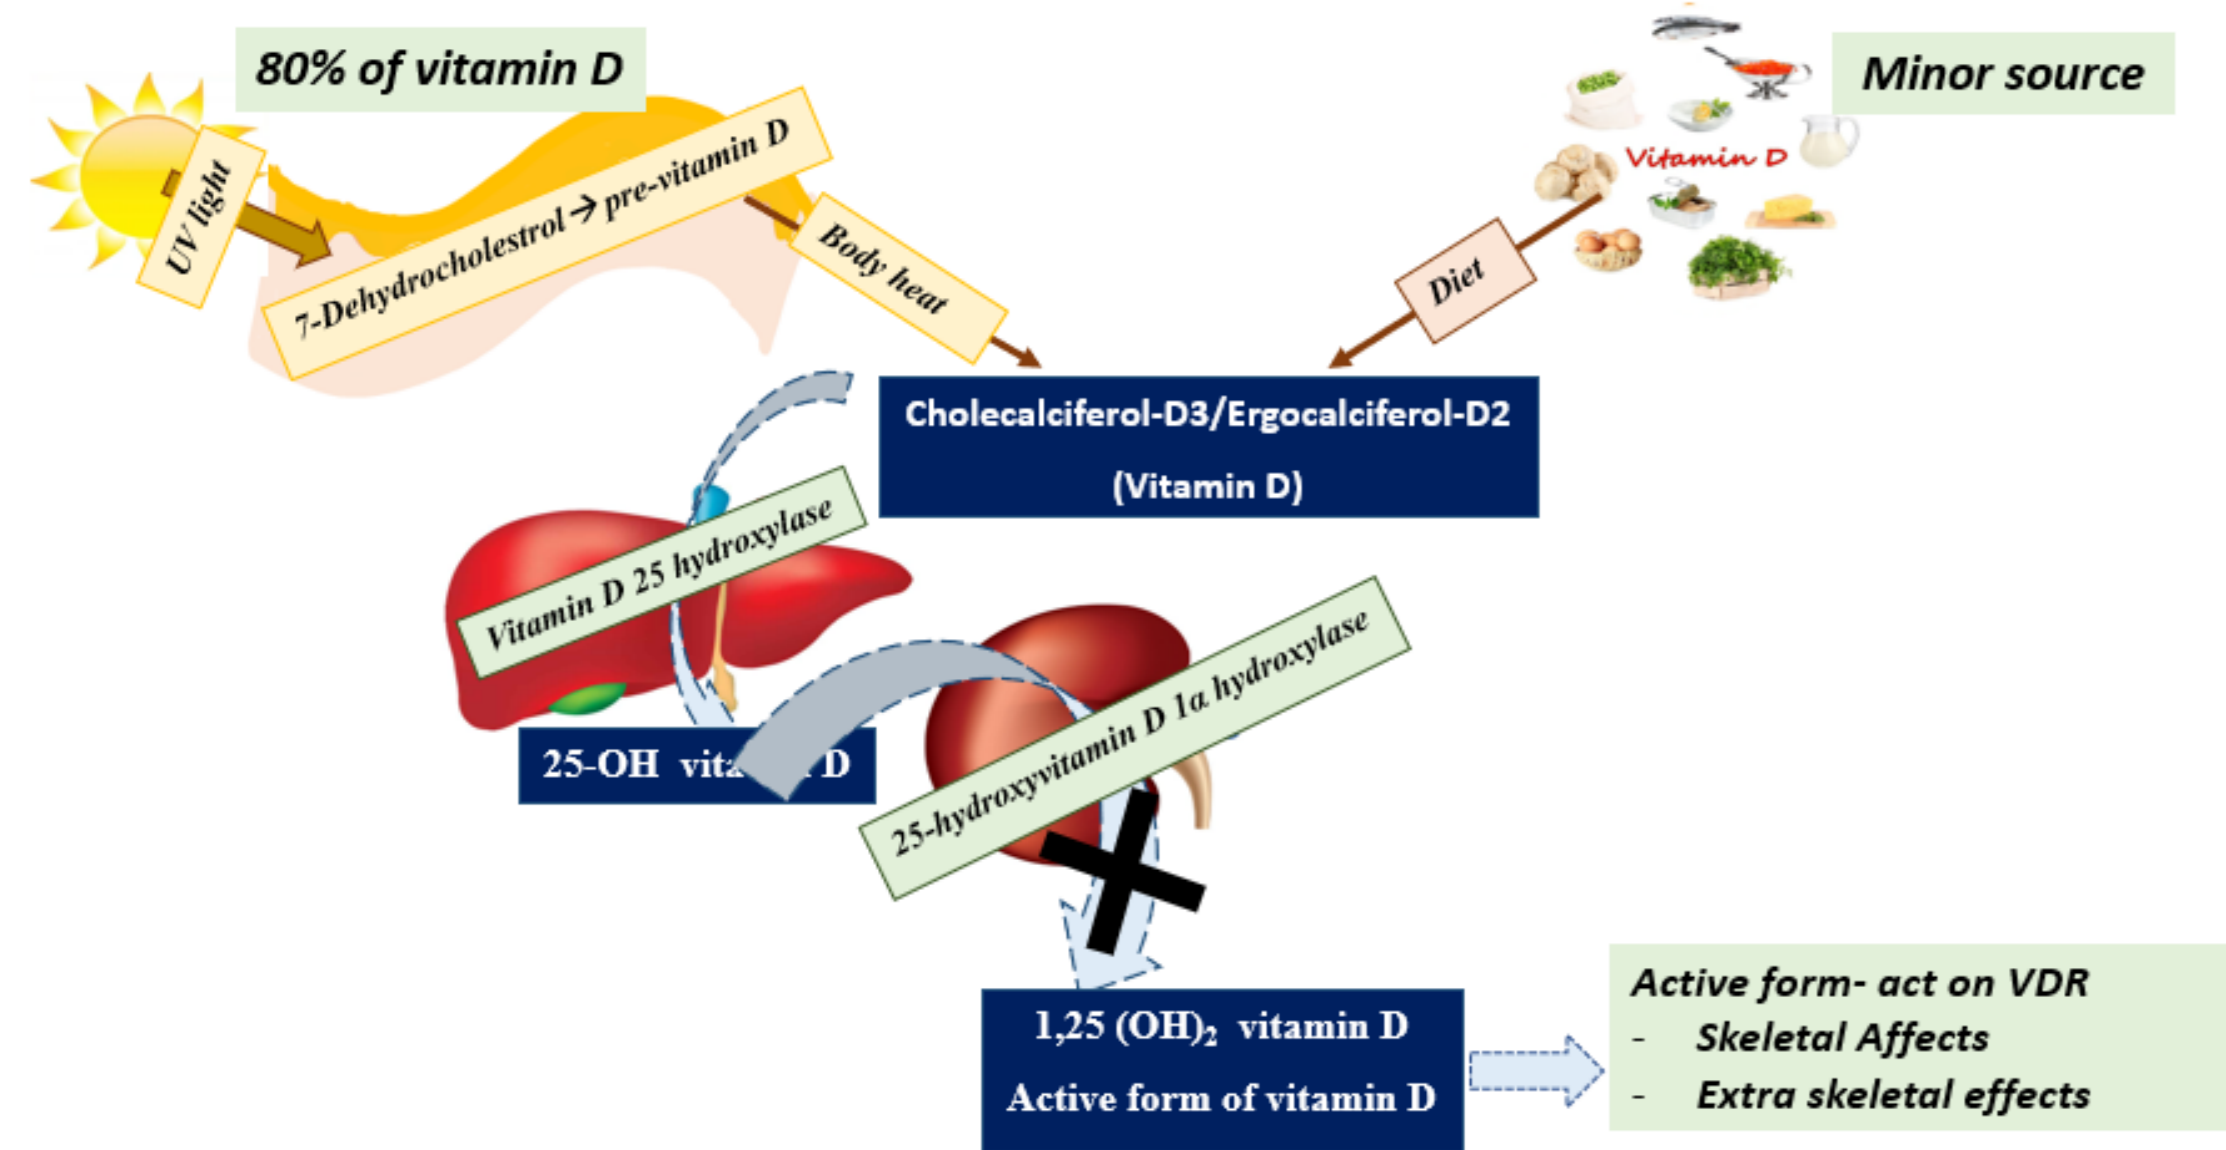 80% of vitamin D
Minor source
UV light
7-Dehydrocholestrol → pre-vitamin D
Body heat
Vitamin D
Diet
Cholecalciferol-D3/Ergocalciferol-D2
(Vitamin D)
Vitamin D 25 hydroxylase
25-OH D
25-hydroxyvitamin D 1α hydroxylase
1,25 (OH)₂ vitamin D
Active form of vitamin D
Active form- act on VDR
- Skeletal Affects
- Extra skeletal effects